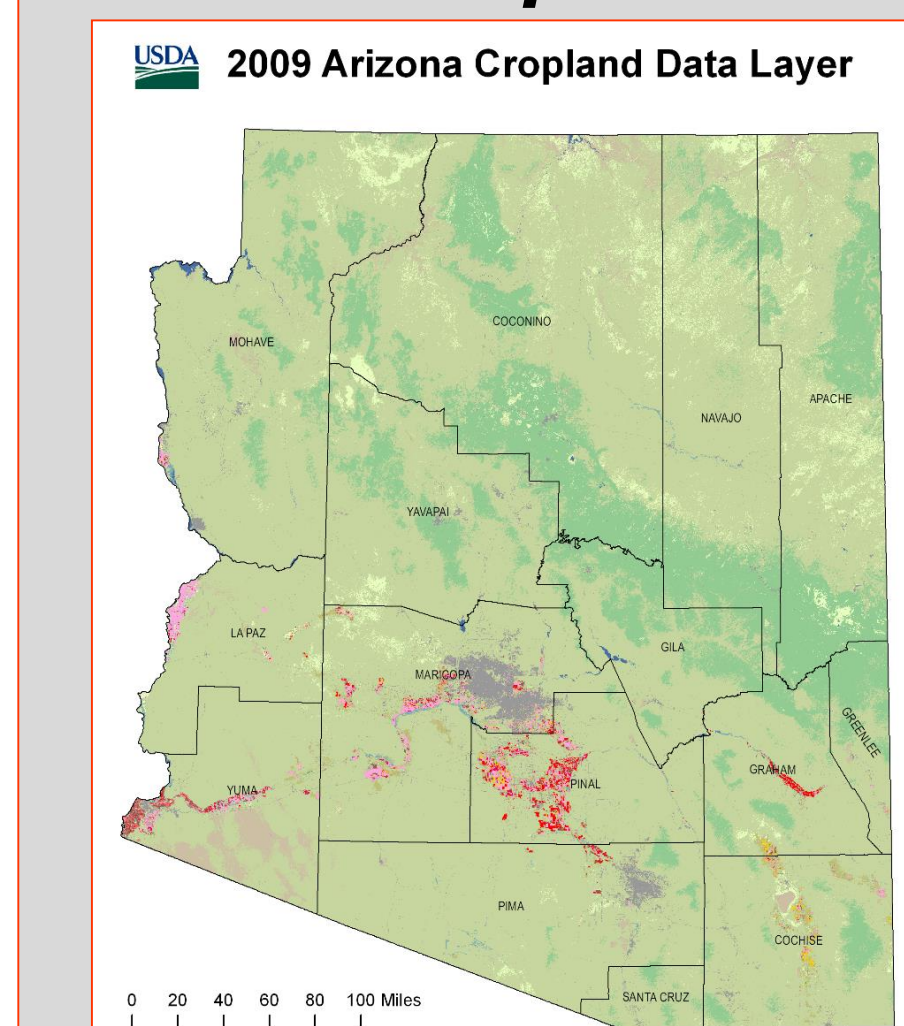 USDA
2009 Arizona Cropland Data Layer
COCONINO
MOHAVE
APACHE
NAVAJO
YAVAPAI
LA PAZ
GILA
MARICOPA
GREENLEE
GRAHAM
YUMA
PINAL
PIMA
COCHISE
SANTA CRUZ
0 20 40 60 80 100 Miles